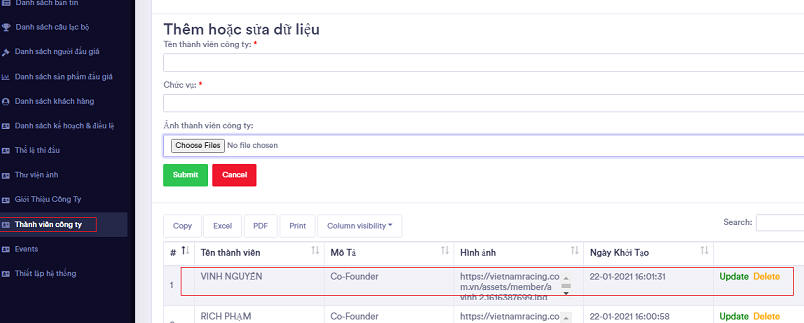 Danh sách bản tin
Danh sách câu lạc bộ
Danh sách người đấu giá
Danh sách sản phẩm đấu giá
Danh sách khách hàng
Danh sách kế hoạch & điều lệ
Thể lệ thi đấu
Thư viện ảnh
Giới Thiệu Công Ty
Thành viên công ty
Events
Thiết lập hệ thống
Thêm hoặc sửa dữ liệu
Tên thành viên công ty: *
Chức vụ: *
Ảnh thành viên công ty:
Choose Files No file chosen
Submit Cancel
Copy Excel PDF Print Column visibility
Search:
# Tên thành viên Mô Tả Hình ảnh Ngày Khởi Tạo
1 VINH NGUYỄN Co-Founder https://vietnamracing.co 22-01-2021 16:01:31 Update Delete
m.vn/assets/member/a
vinh 2.1616387699.jpg
RICH PHẠM Co-Founder https://vietnamracing.co 22-01-2021 16:00:58 Update Delete